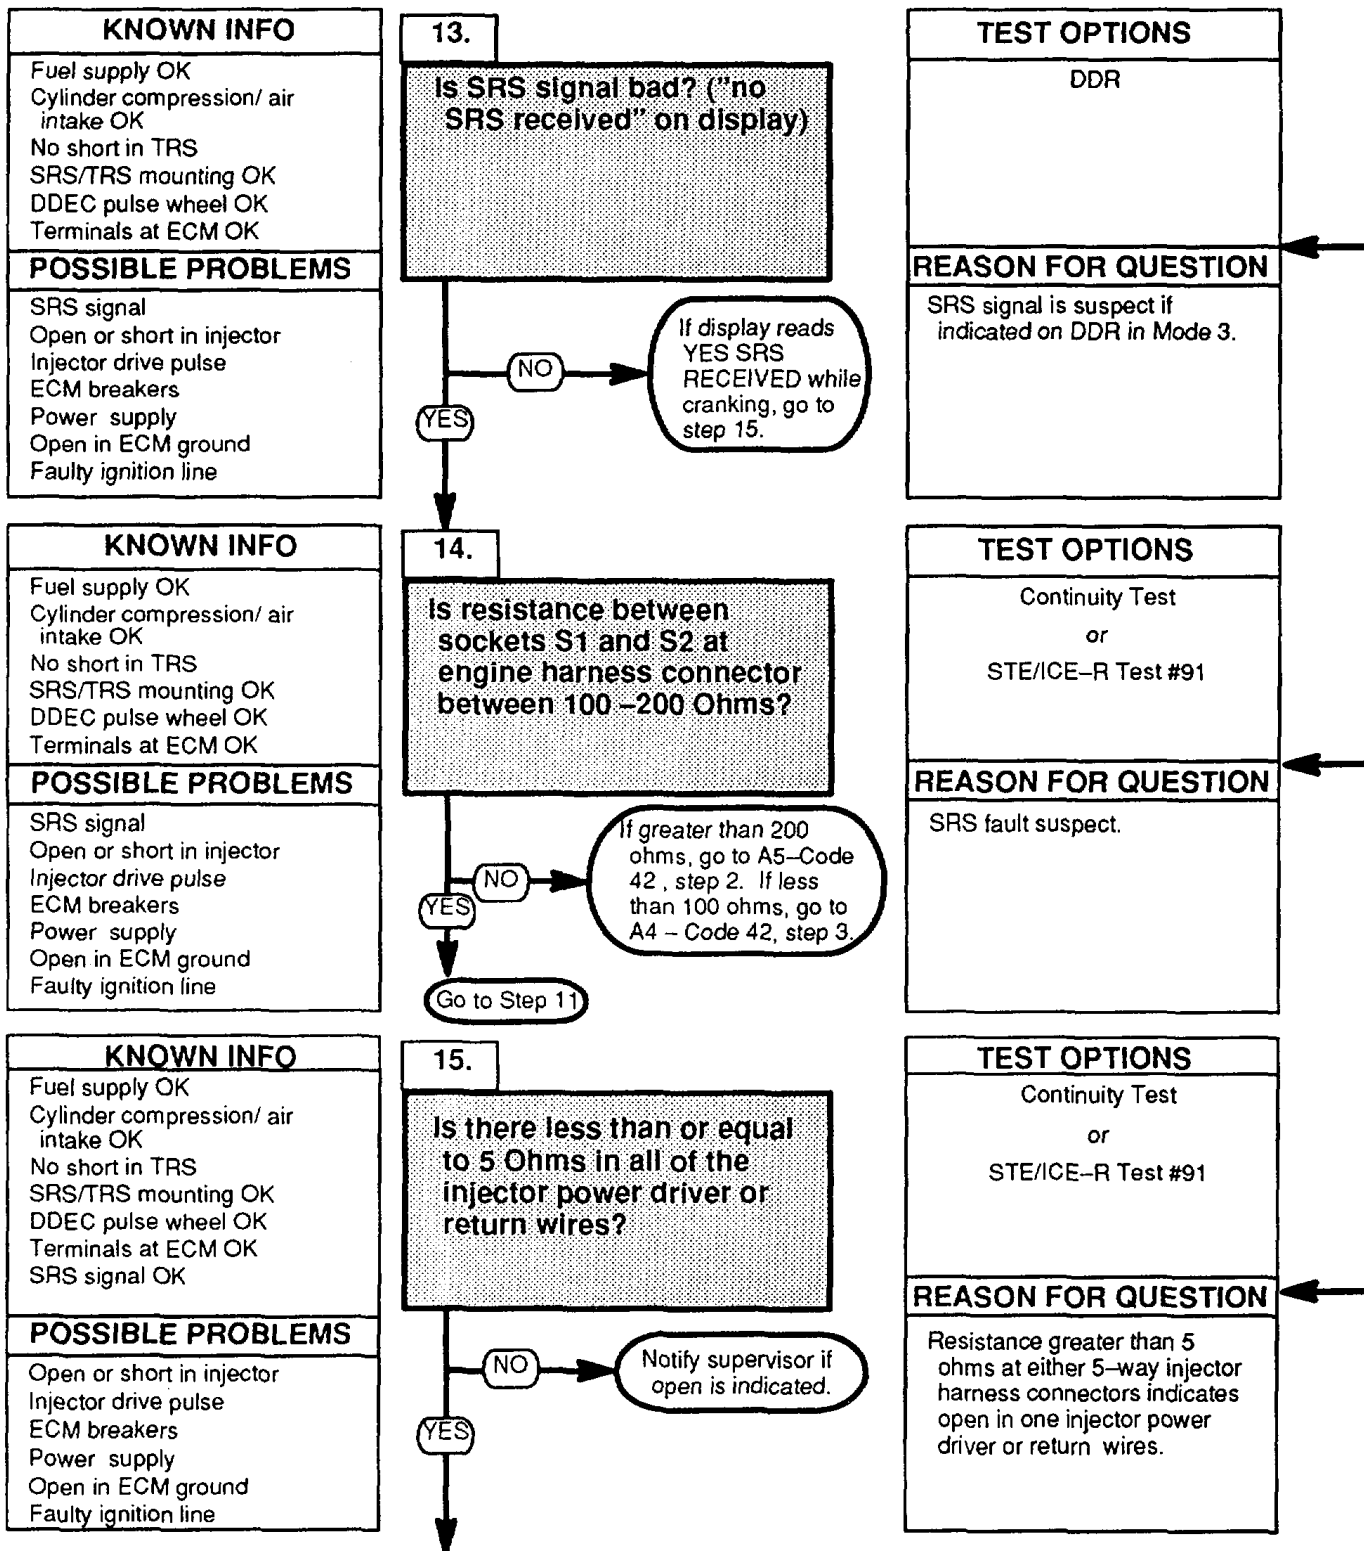 KNOWN INFO
Fuel supply OK
Cylinder compression/ air
intake OK
No short in TRS
SRS/TRS mounting OK
DDEC pulse wheel OK
Terminals at ECM OK
POSSIBLE PROBLEMS
SRS signal
Open or short in injector
Injector drive pulse
ECM breakers
Power supply
Open in ECM ground
Faulty ignition line
13.
Is SRS signal bad? ("no
SRS received" on display)
NO
If display reads
YES SRS
RECEIVED while
cranking, go to
step 15.
YES
TEST OPTIONS
DDR
REASON FOR QUESTION
SRS signal is suspect if
indicated on DDR in Mode 3.
KNOWN INFO
Fuel supply OK
Cylinder compression/ air
intake OK
No short in TRS
SRS/TRS mounting OK
DDEC pulse wheel OK
Terminals at ECM OK
POSSIBLE PROBLEMS
SRS signal
Open or short in injector
Injector drive pulse
ECM breakers
Power supply
Open in ECM ground
Faulty ignition line
14.
Is resistance between
sockets S1 and S2 at
engine harness connector
between 100 –200 Ohms?
NO
If greater than 200
ohms, go to A5–Code
42 , step 2. If less
than 100 ohms, go to
A4 – Code 42, step 3.
YES
Go to Step 11
TEST OPTIONS
Continuity Test
or
STE/ICE–R Test #91
REASON FOR QUESTION
SRS fault suspect.
KNOWN INFO
Fuel supply OK
Cylinder compression/ air
intake OK
No short in TRS
SRS/TRS mounting OK
DDEC pulse wheel OK
Terminals at ECM OK
SRS signal OK
POSSIBLE PROBLEMS
Open or short in injector
Injector drive pulse
ECM breakers
Power supply
Open in ECM ground
Faulty ignition line
15.
Is there less than or equal
to 5 Ohms in all of the
injector power driver or
return wires?
NO
Notify supervisor if
open is indicated.
YES
TEST OPTIONS
Continuity Test
or
STE/ICE–R Test #91
REASON FOR QUESTION
Resistance greater than 5
ohms at either 5–way injector
harness connectors indicates
open in one injector power
driver or return wires.